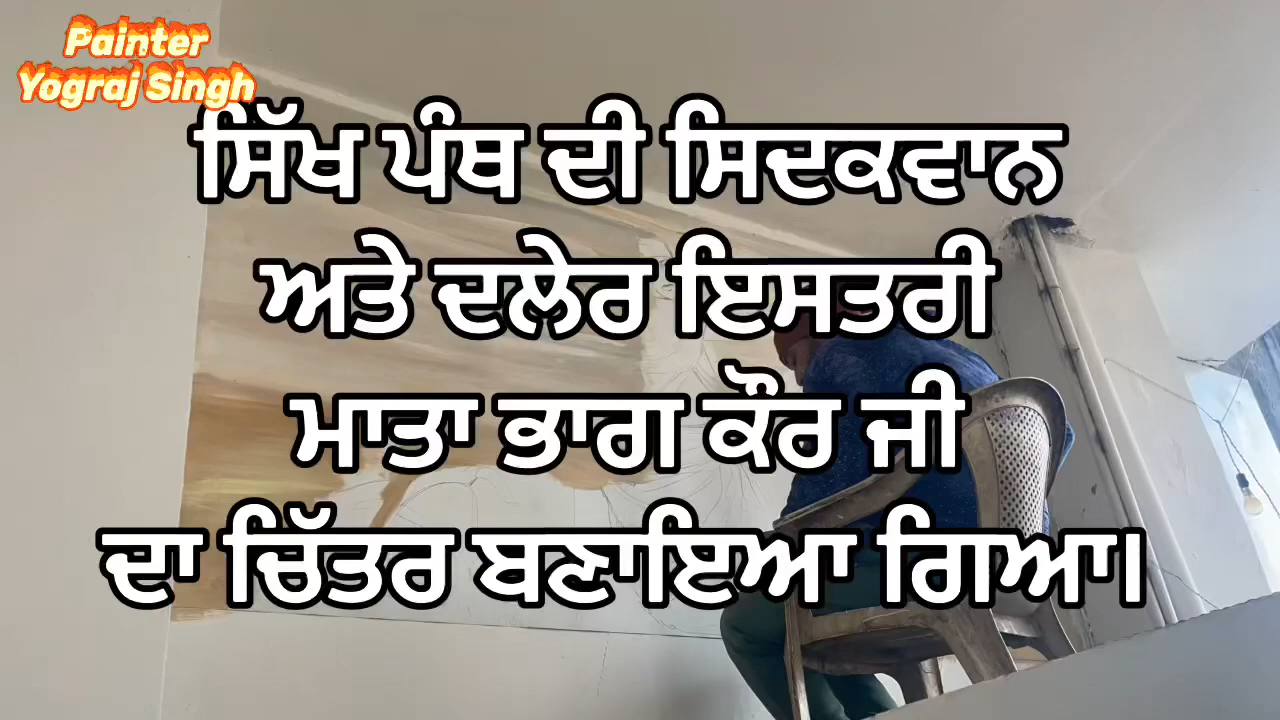 Painter
Yograj Singh
ਸਿੱਖ ਪੰਥ ਦੀ ਸਿਦਕਵਾਨ
ਅਤੇ ਦਲੇਰ ਇਸਤਰੀ
ਮਾਤਾ ਭਾਗ ਕੌਰ ਜੀ
ਦਾ ਚਿੱਤਰ ਬਣਾਇਆ ਗਿਆ।